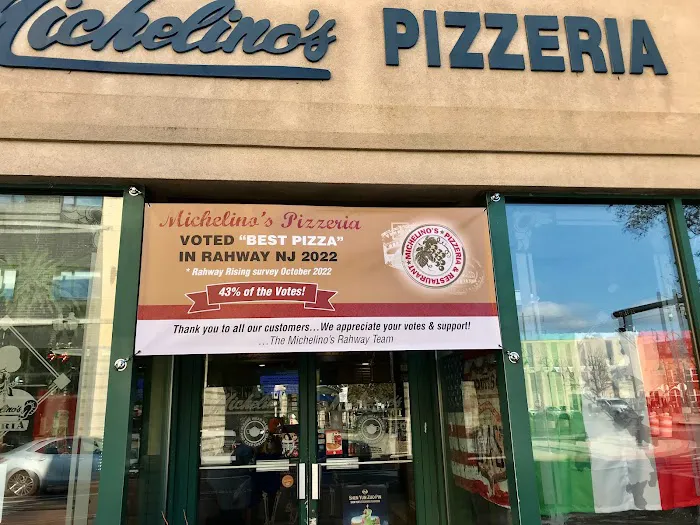 Michelino's PIZZERIA
Michelino's Pizzeria
VOTED "BEST PIZZA"
IN RAHWAY NJ 2022
* Rahway Rising survey October 2022
43% of the Votes!
MICHELINO'S ★ PIZZERIA & RESTAURANT ★
Thank you to all our customers...We appreciate your votes & support!
...The Michelino's Rahway Team